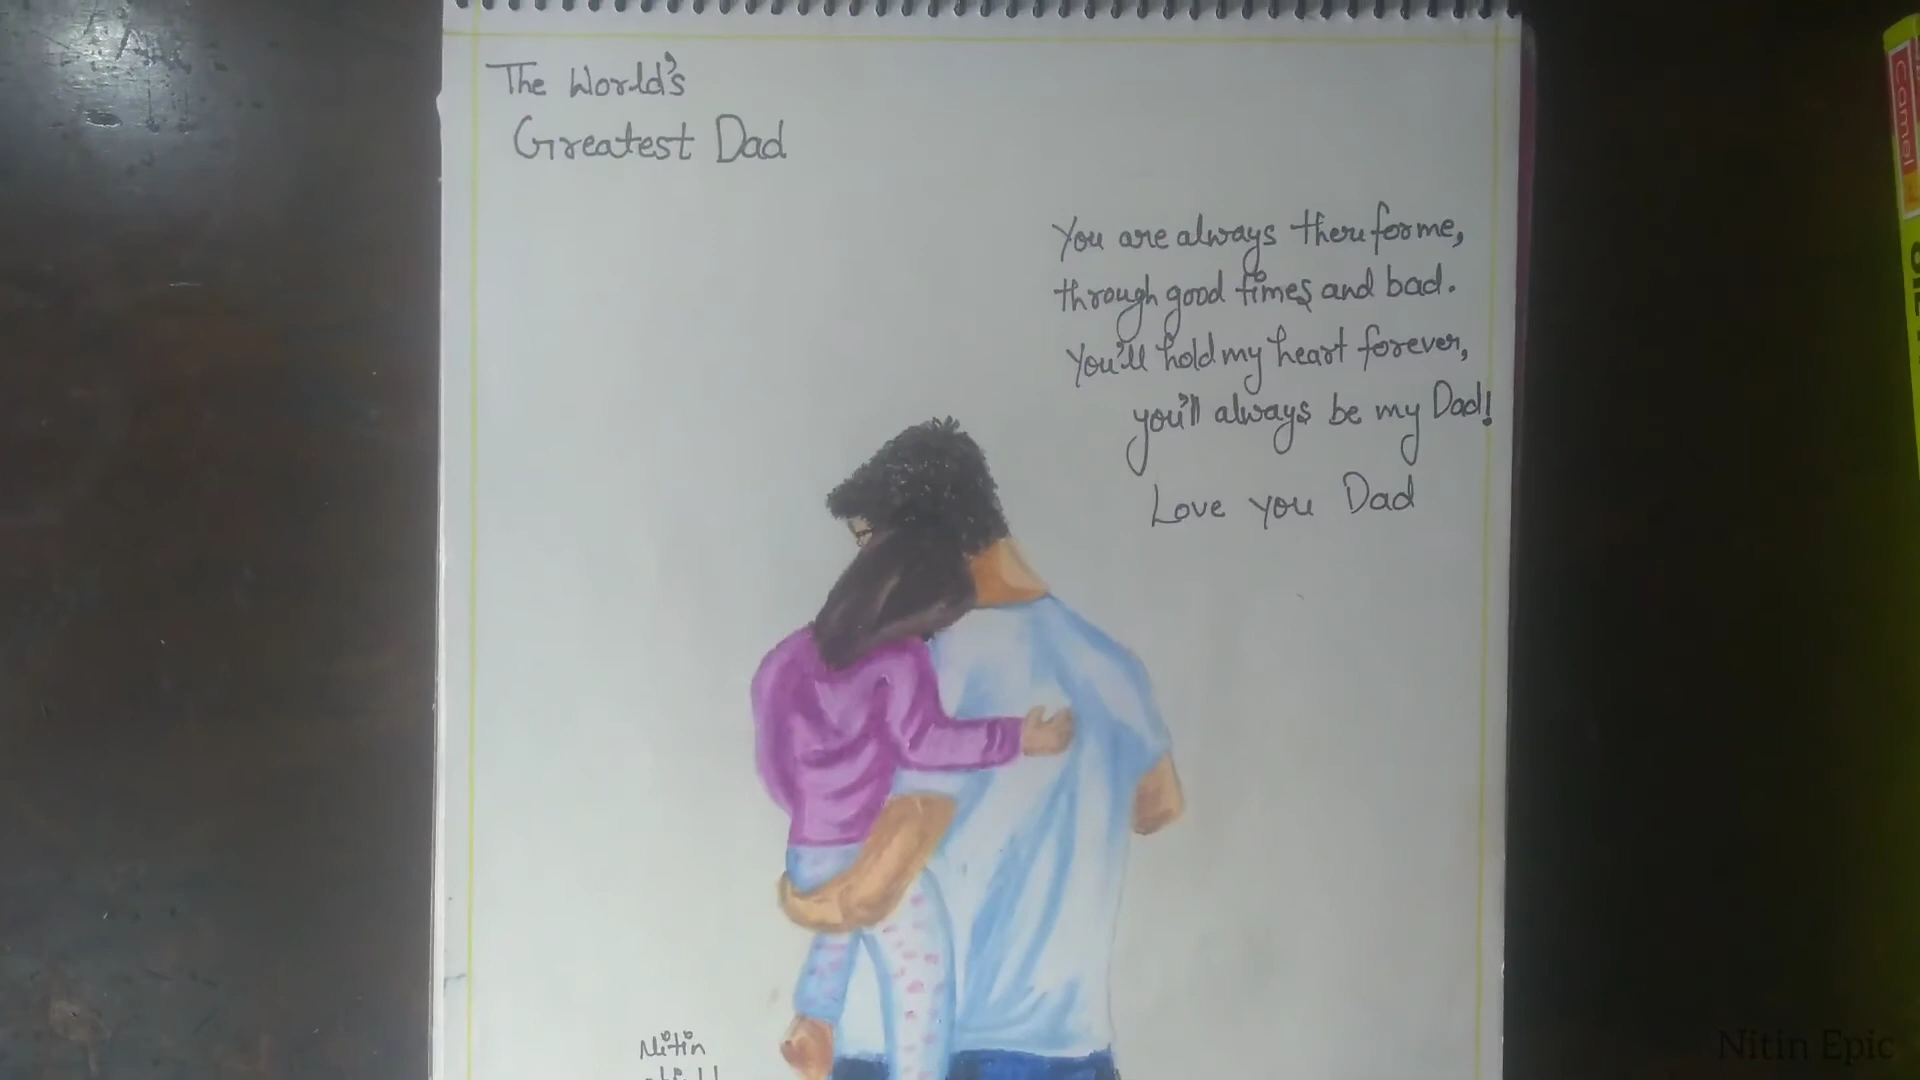 The World's
Greatest Dad
You are always there for me,
through good times and bad.
You'll hold my heart forever,
you'll always be my Dad!
Love you Dad
Nitin
Camel
Nitin Epic